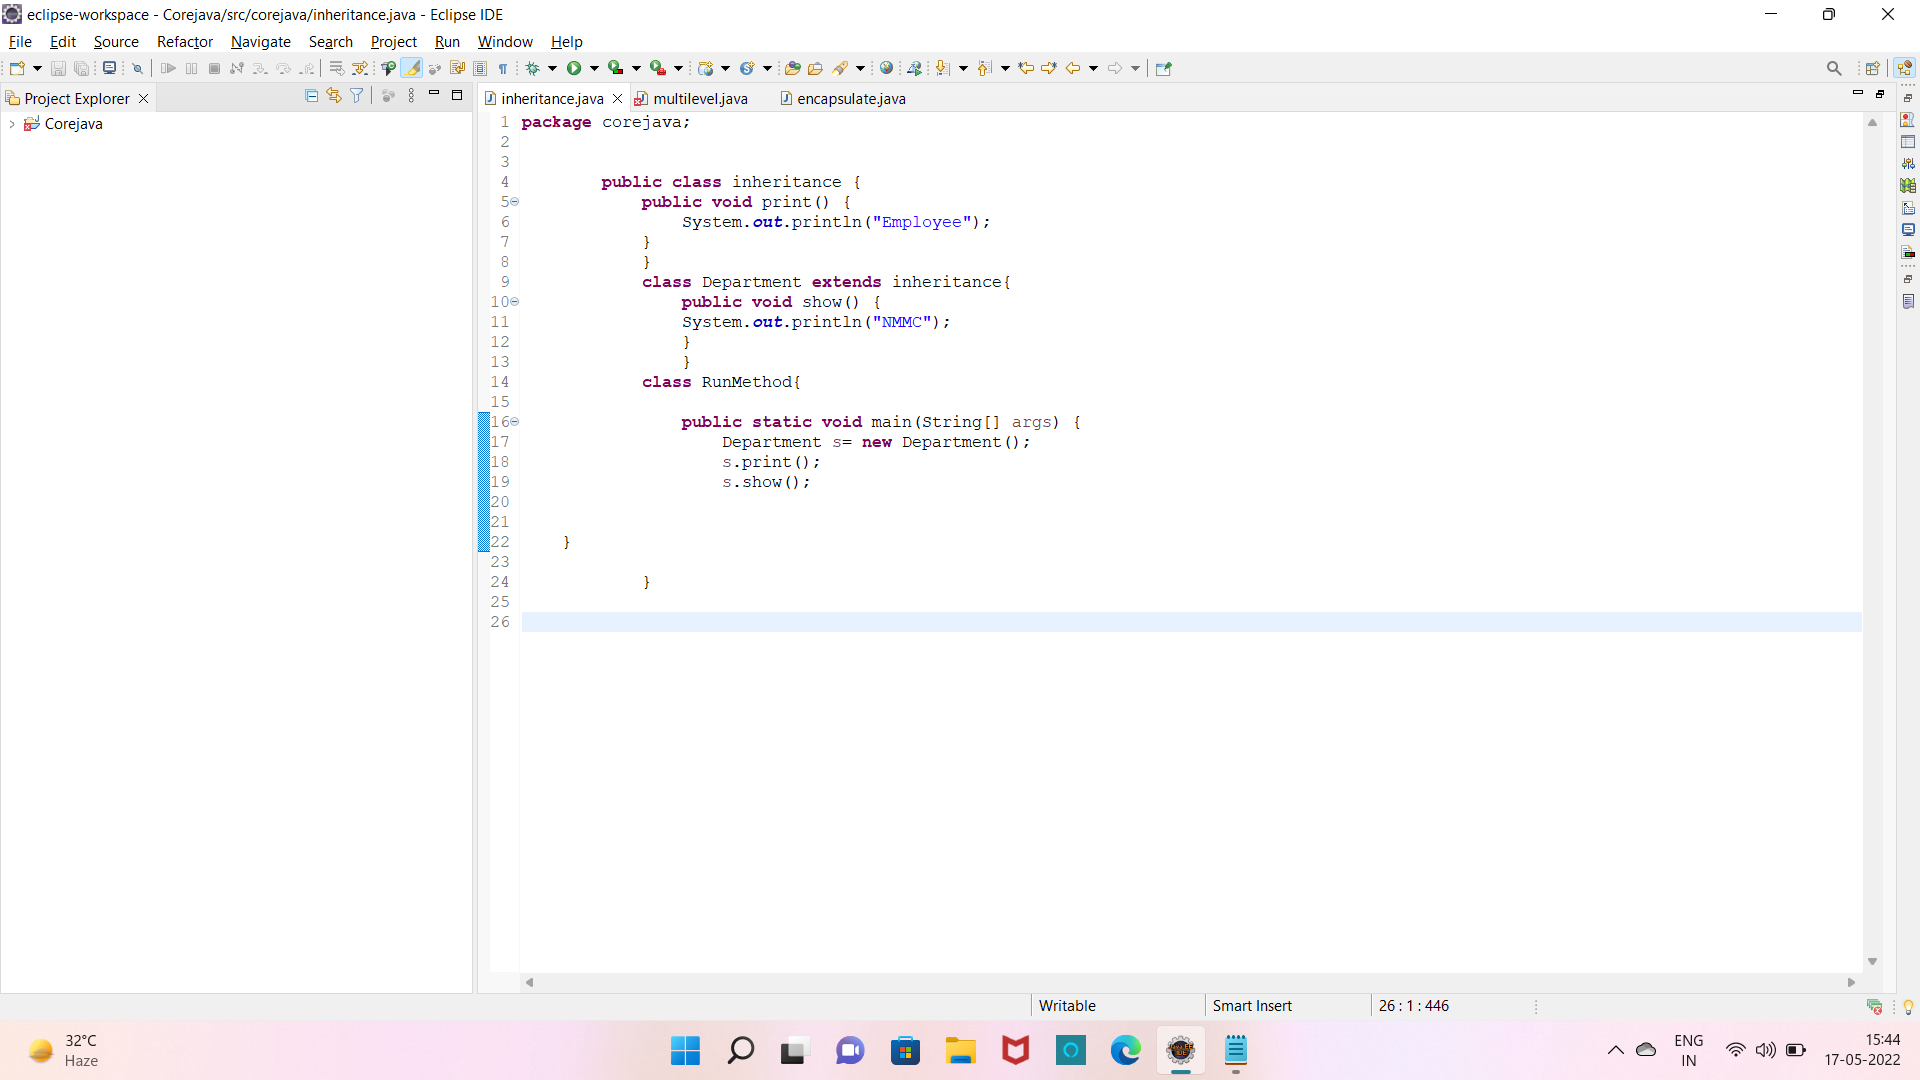 eclipse-workspace - Corejava/src/corejava/inheritance.java - Eclipse IDE
File Edit Source Refactor Navigate Search Project Run Window Help
Project Explorer
inheritance.java multilevel.java encapsulate.java
Corejava
1 package corejava;
2
3
4 public class inheritance {
5 public void print() {
6 System.out.println("Employee");
7 }
8 }
9 class Department extends inheritance{
10 public void show() {
11 System.out.println("NMMC");
12 }
13 }
14 class RunMethod{
15
16 public static void main(String[] args) {
17 Department s= new Department();
18 s.print();
19 s.show();
20
21
22 }
23
24 }
25
26
Writable Smart Insert 26 : 1 : 446
32°C
Haze
ENG
IN
15:44
17-05-2022